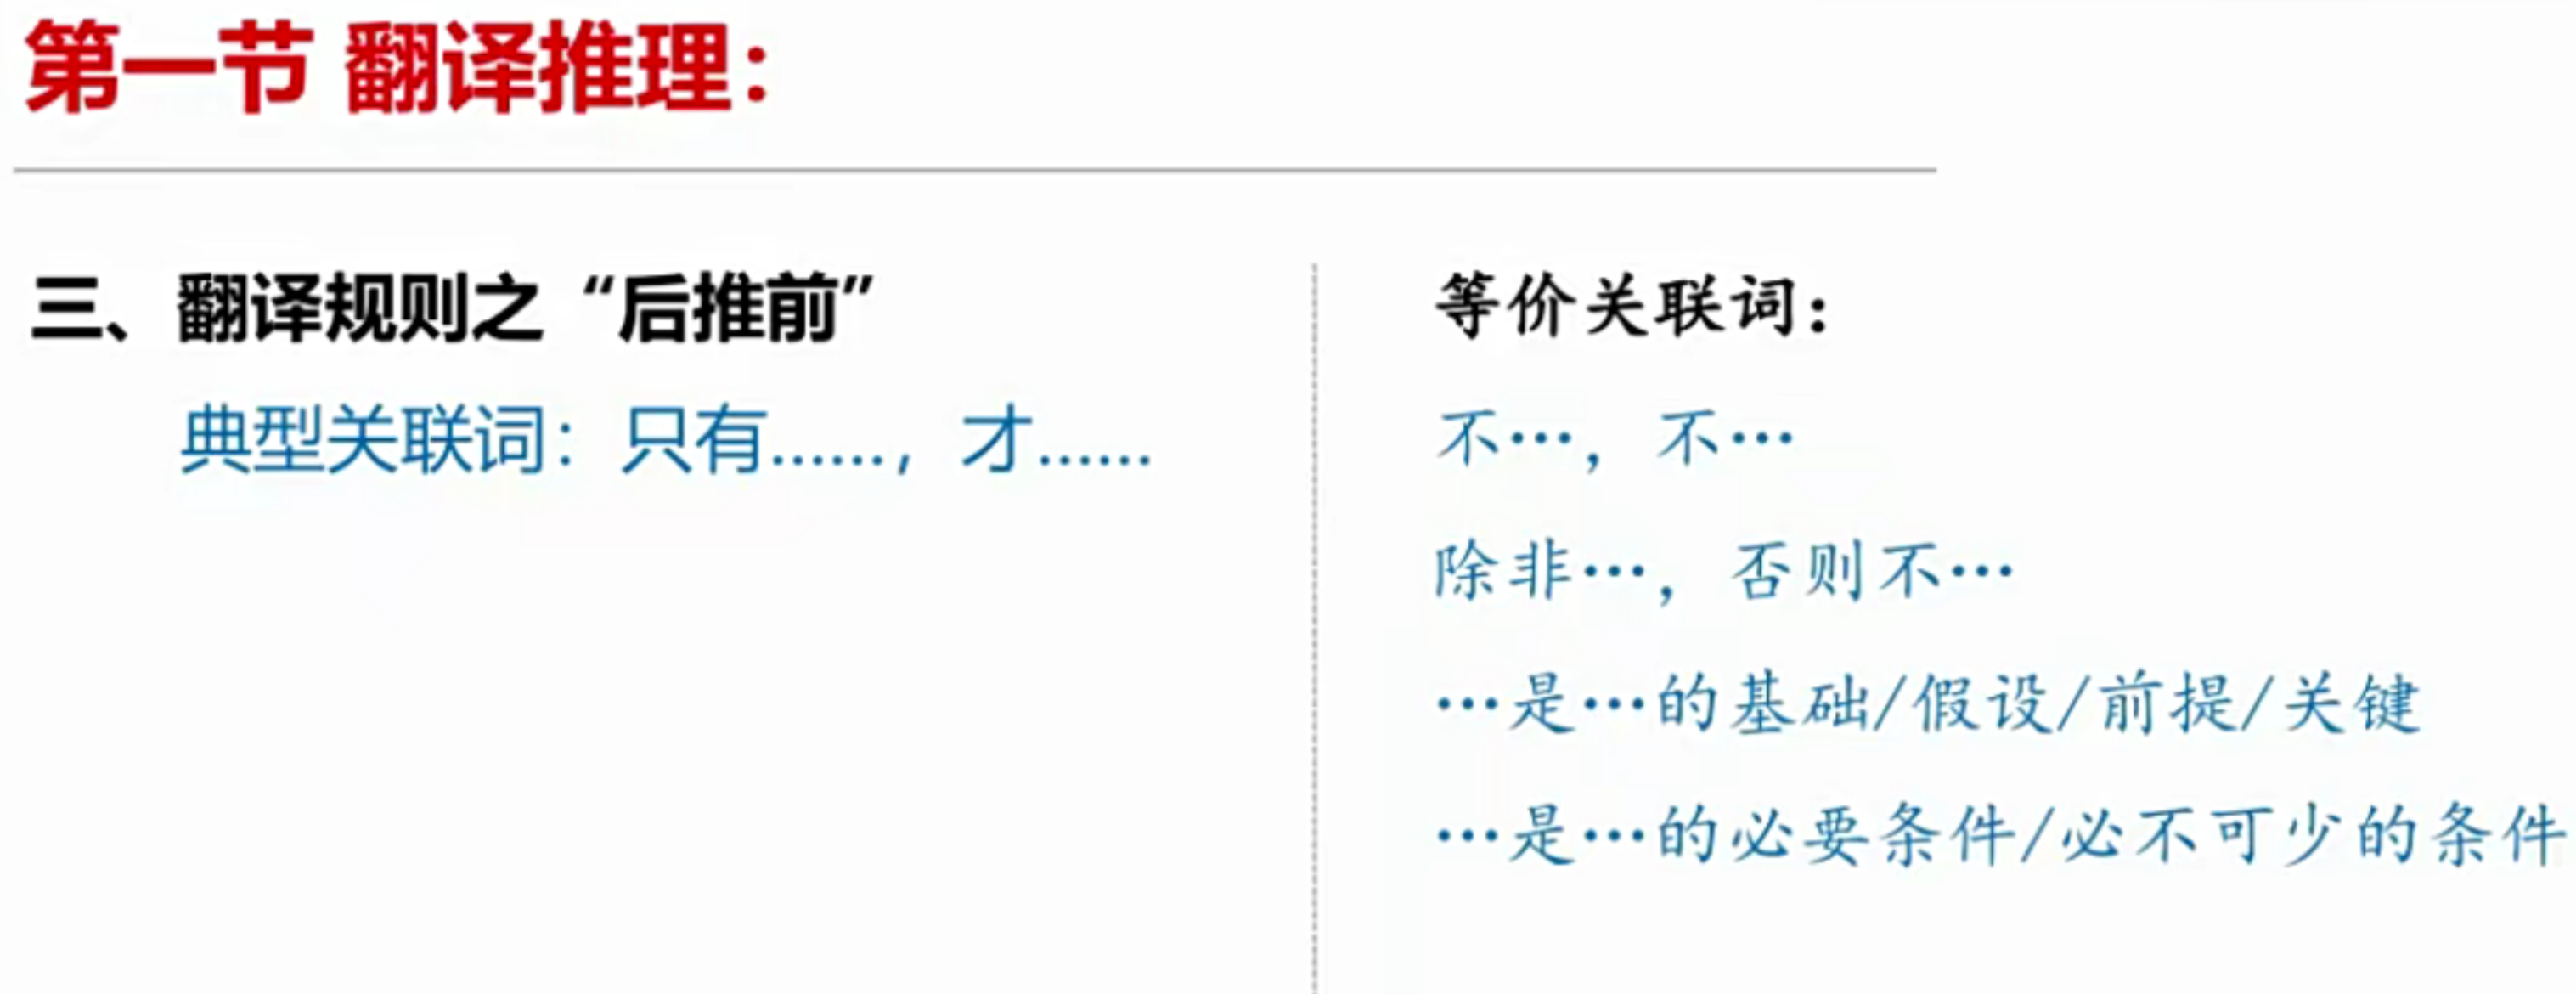 第一节 翻译推理：
三、翻译规则之“后推前”
典型关联词：只有……，才……
等价关联词：
不…，不…
除非…，否则不…
…是…的基础/假设/前提/关键
…是…的必要条件/必不可少的条件